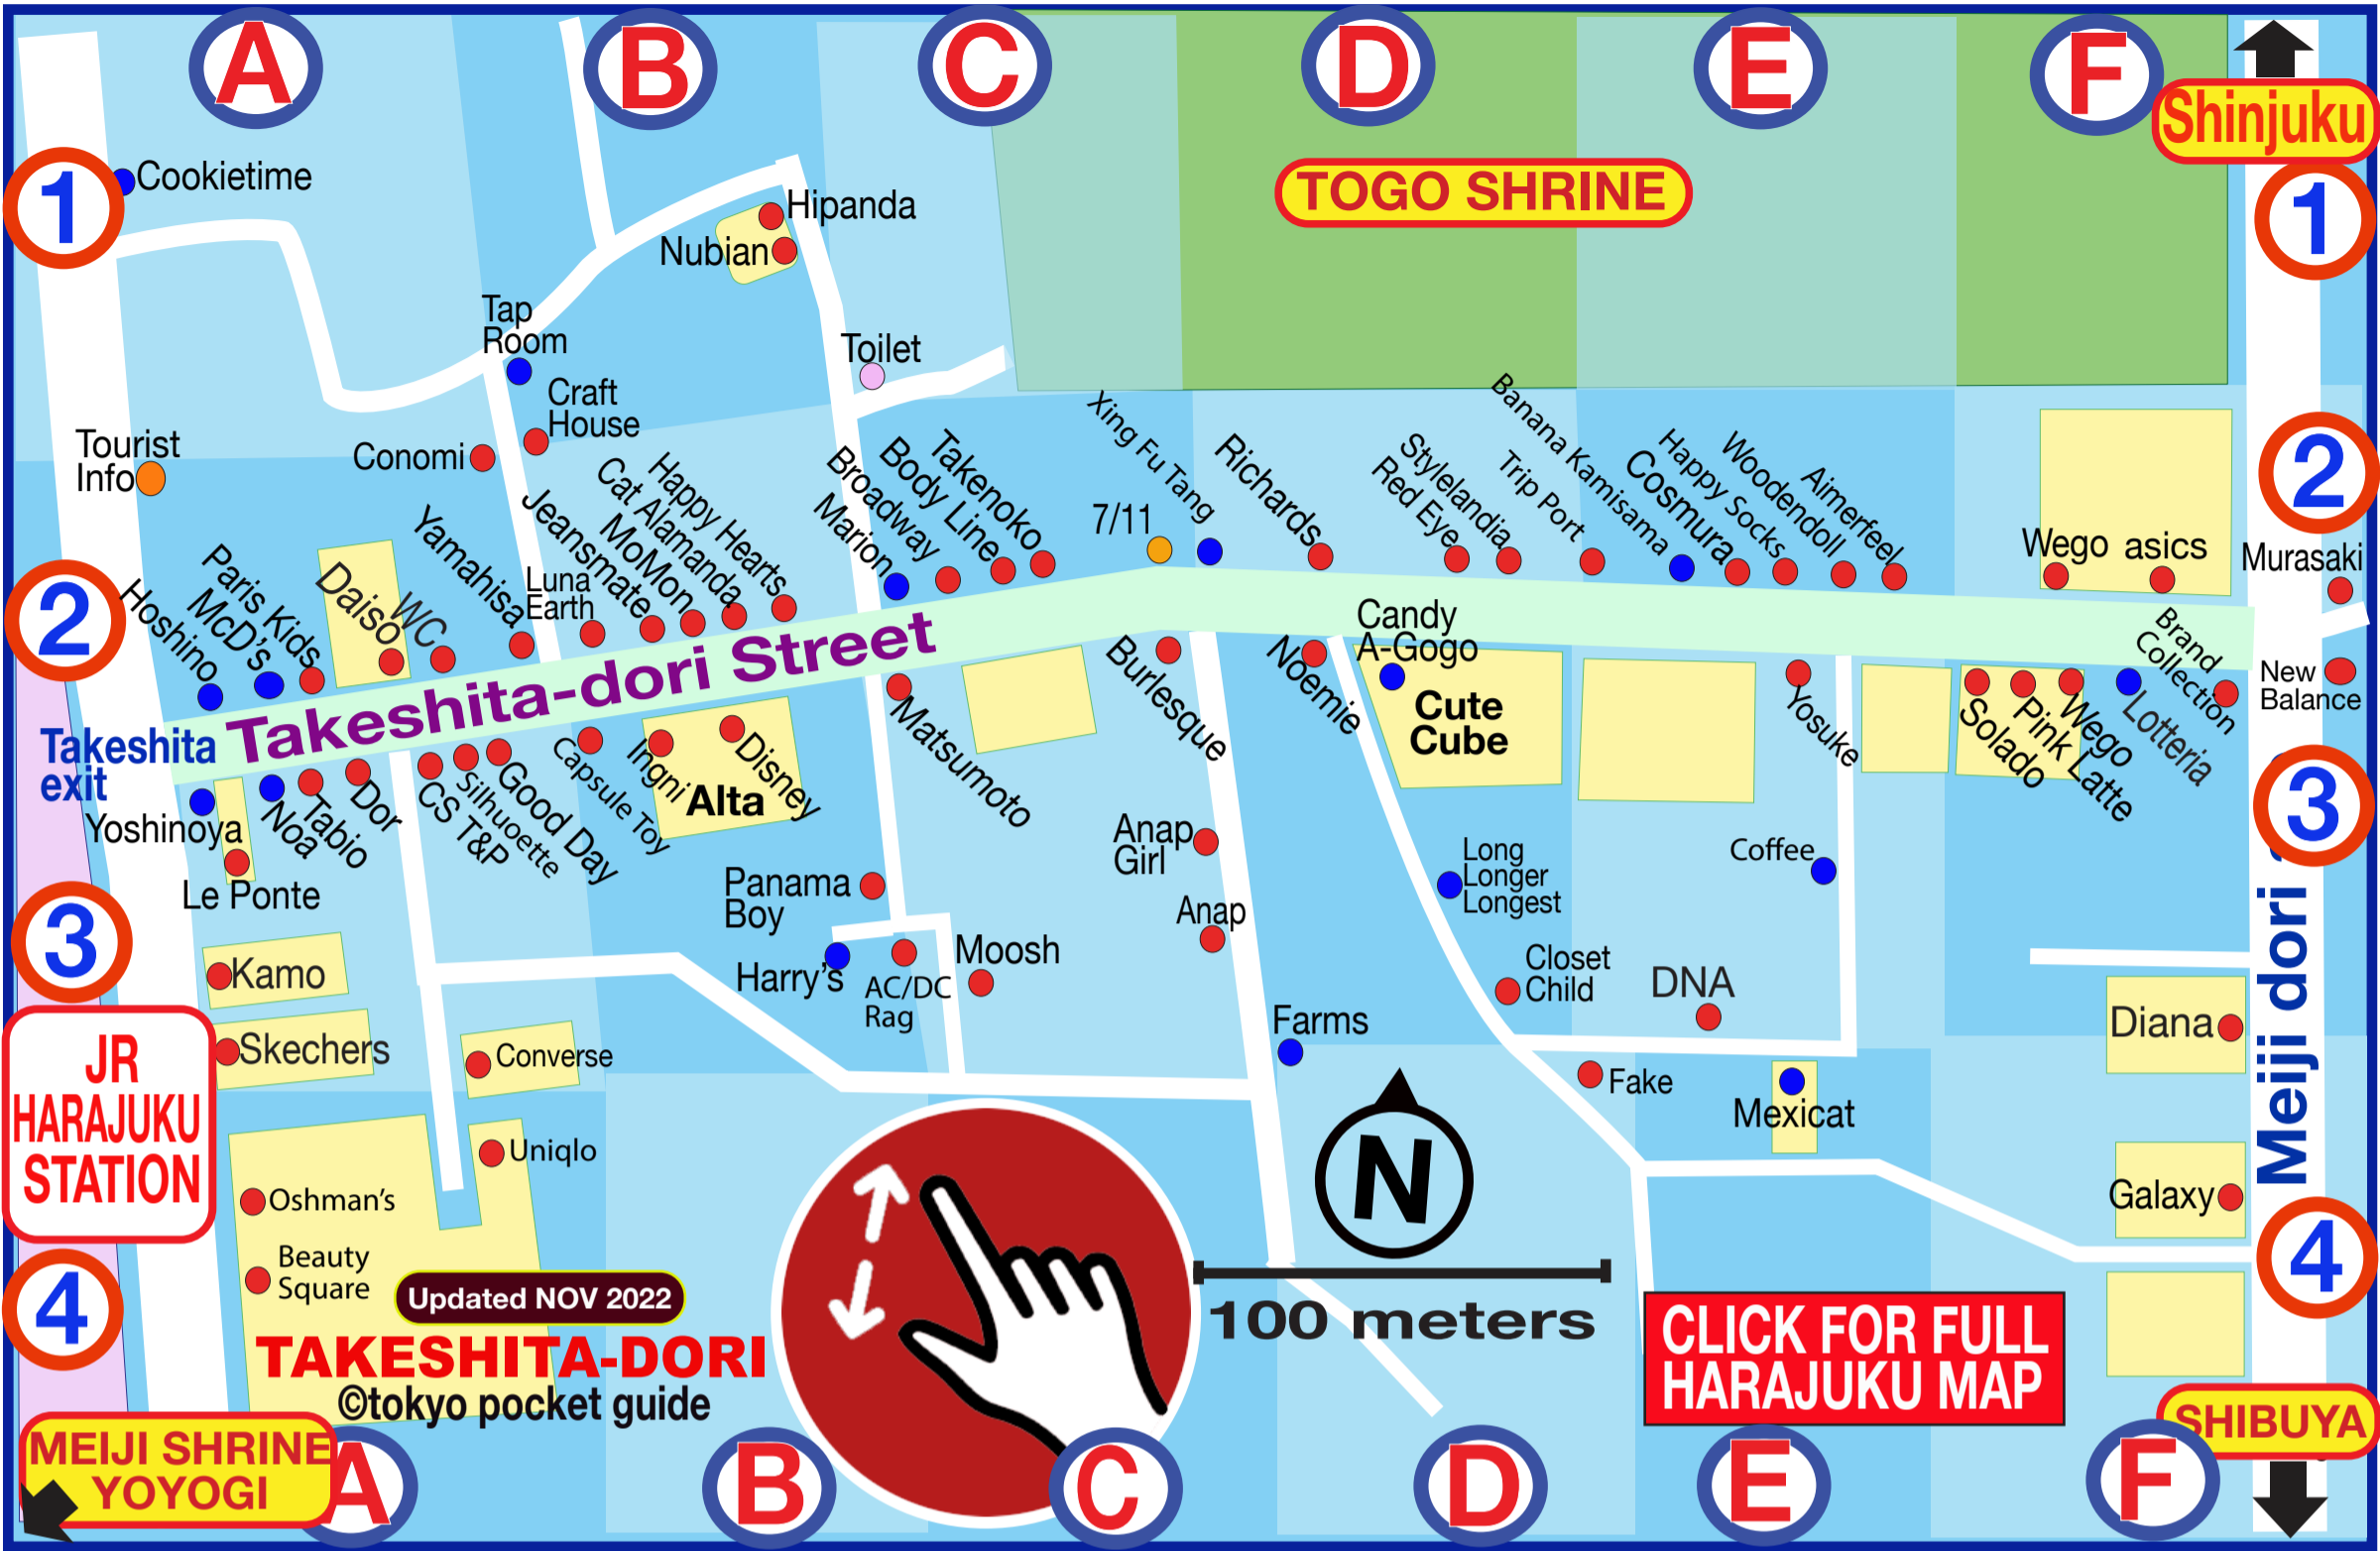 A
B
C
D
E
F
Shinjuku
1
Cookietime
TOGO SHRINE
1
Hipanda
Nubian
Tap
Room
Toilet
Craft
House
Conomi
Tourist
Info
Xing Fu Tang
Richards
Stylelandia
Red Eye
Trip Port
Banana Kamisama
Cosmura
Happy Socks
Woodendoll
Aimerfeel
2
Wego
asics
Murasaki
Takenoko
Body Line
Broadway
Marion
7/11
Happy Hearts
Cat Alamanda
MoMon
Jeansmate
Luna
Earth
Yamahisa
WC
Daiso
Paris Kids
McD's
Hoshino
2
Takeshita-dori Street
Takeshita
exit
Candy
A-Gogo
Cute
Cube
Burlesque
Noemie
Yosuke
Solado
Pink Latte
Wego
Lotteria
Brand
Collection
New
Balance
3
Yoshinoya
Le Ponte
Noa
Tabio
Dor
CS T&P
Silhuoette
Good Day
Capsule Toy
Ingni
Alta
Disney
Matsumoto
Anap
Girl
Anap
Long
Longer
Longest
Coffee
Panama
Boy
Harry's
AC/DC
Rag
Moosh
3
Kamo
Skechers
Converse
Uniqlo
Closet
Child
DNA
Farms
Fake
Mexicat
Diana
Galaxy
Meiji dori
JR
HARAJUKU
STATION
Oshman's
Beauty
Square
N
100 meters
4
4
Updated NOV 2022
TAKESHITA-DORI
©tokyo pocket guide
CLICK FOR FULL
HARAJUKU MAP
SHIBUYA
MEIJI SHRINE
YOYOGI
A
B
C
D
E
F